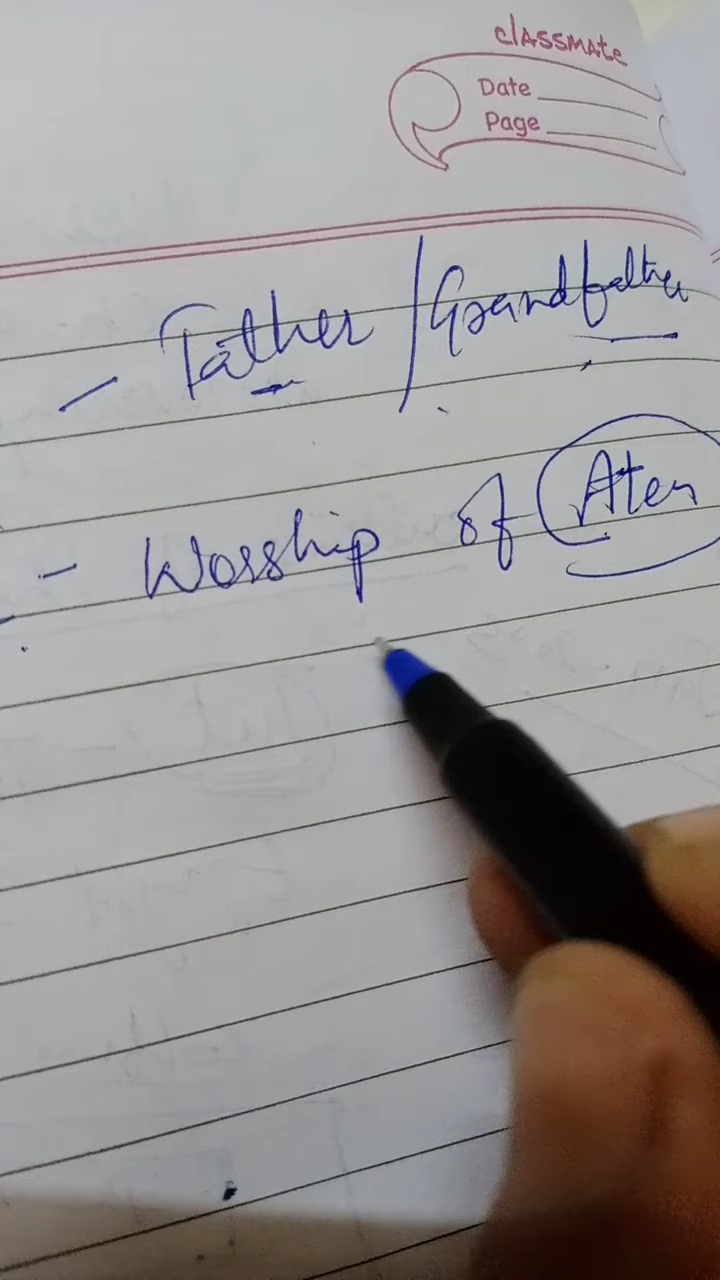 classmate
Date
Page
- Father / Grandfather
- Worship of Aten